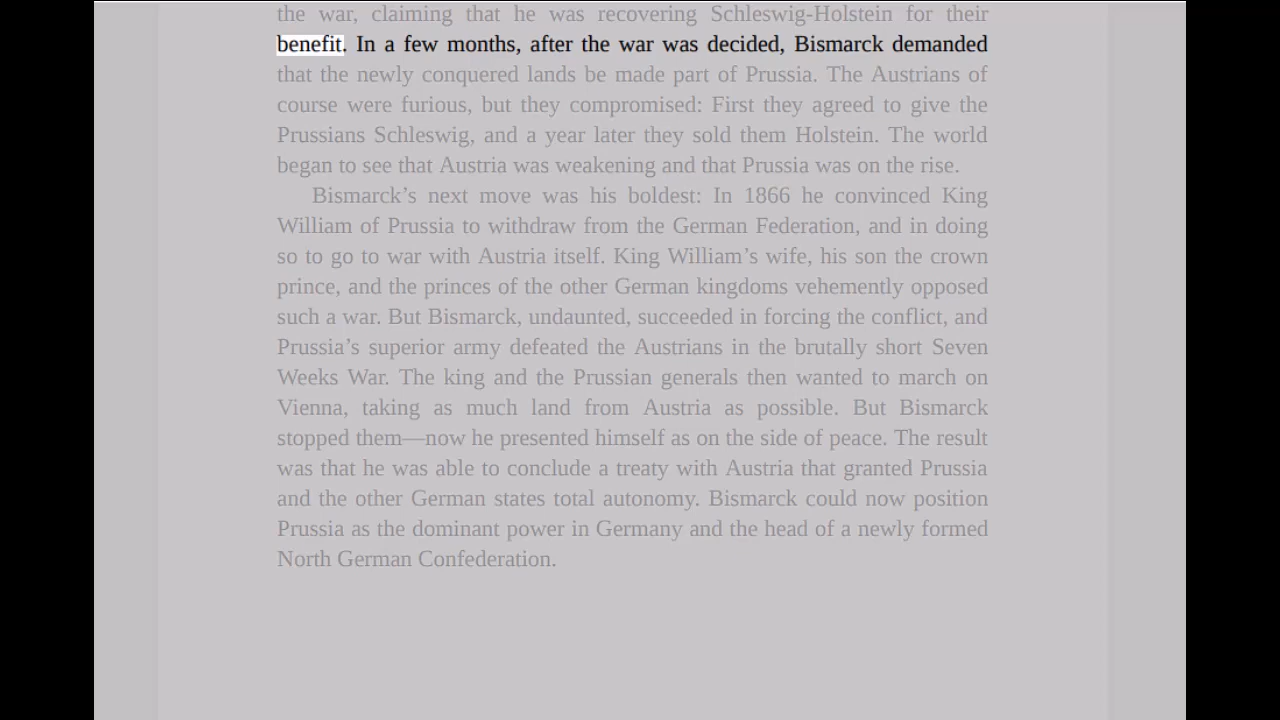 the war, claiming that he was recovering Schleswig-Holstein for their
benefit. In a few months, after the war was decided, Bismarck demanded
that the newly conquered lands be made part of Prussia. The Austrians of
course were furious, but they compromised: First they agreed to give the
Prussians Schleswig, and a year later they sold them Holstein. The world
began to see that Austria was weakening and that Prussia was on the rise.
Bismarck’s next move was his boldest: In 1866 he convinced King
William of Prussia to withdraw from the German Federation, and in doing
so to go to war with Austria itself. King William’s wife, his son the crown
prince, and the princes of the other German kingdoms vehemently opposed
such a war. But Bismarck, undaunted, succeeded in forcing the conflict, and
Prussia’s superior army defeated the Austrians in the brutally short Seven
Weeks War. The king and the Prussian generals then wanted to march on
Vienna, taking as much land from Austria as possible. But Bismarck
stopped them—now he presented himself as on the side of peace. The result
was that he was able to conclude a treaty with Austria that granted Prussia
and the other German states total autonomy. Bismarck could now position
Prussia as the dominant power in Germany and the head of a newly formed
North German Confederation.